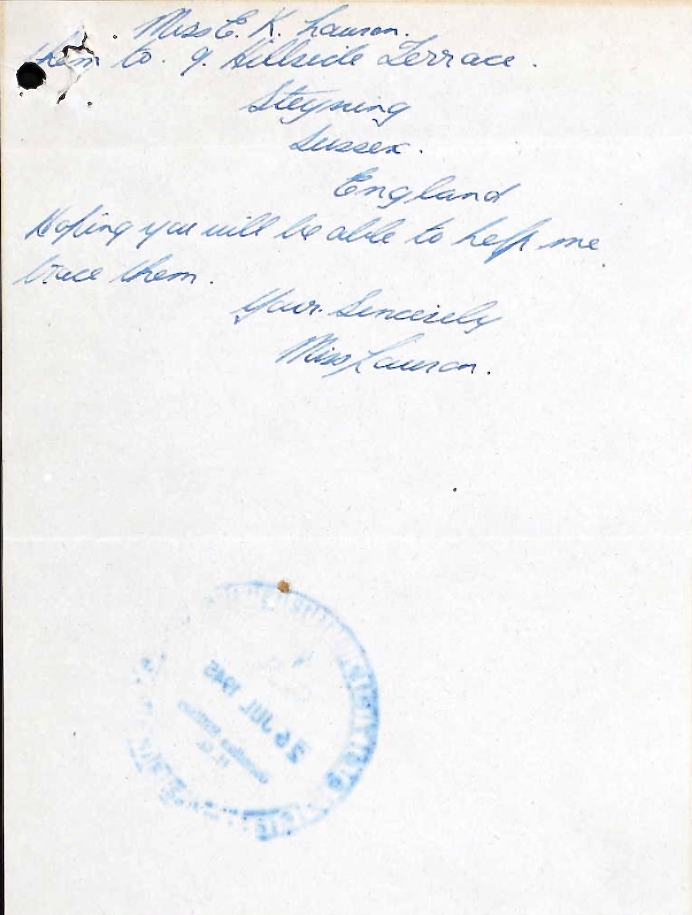 Miss E. K. Lawson.
them to. 9. Hillside Terrace.
Steyning
Sussex.
England
Hoping you will be able to help me
trace them.
Your. Sincerely
Miss Lawson.
26 JUL 1945